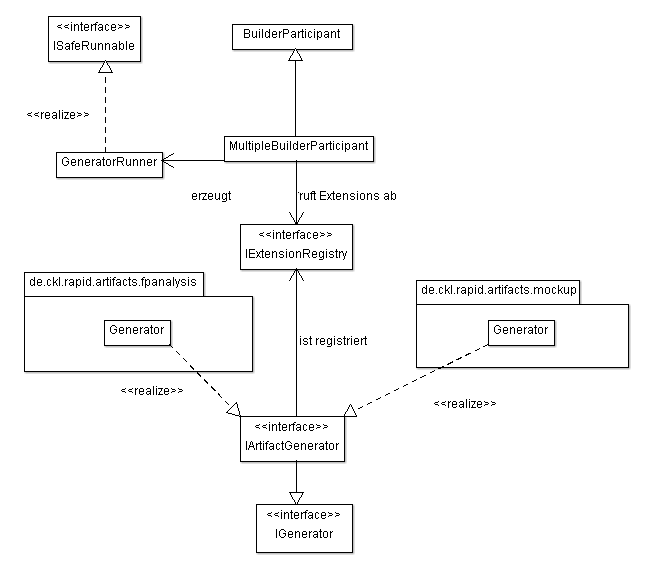 <<interface>>
ISafeRunnable
BuilderParticipant
<<realize>>
GeneratorRunner
MultipleBuilderParticipant
erzeugt
ruft Extensions ab
<<interface>>
IExtensionRegistry
de.ckl.rapid.artifacts.fpanalysis
Generator
de.ckl.rapid.artifacts.mockup
Generator
ist registriert
<<realize>>
<<realize>>
<<interface>>
IArtifactGenerator
<<interface>>
IGenerator